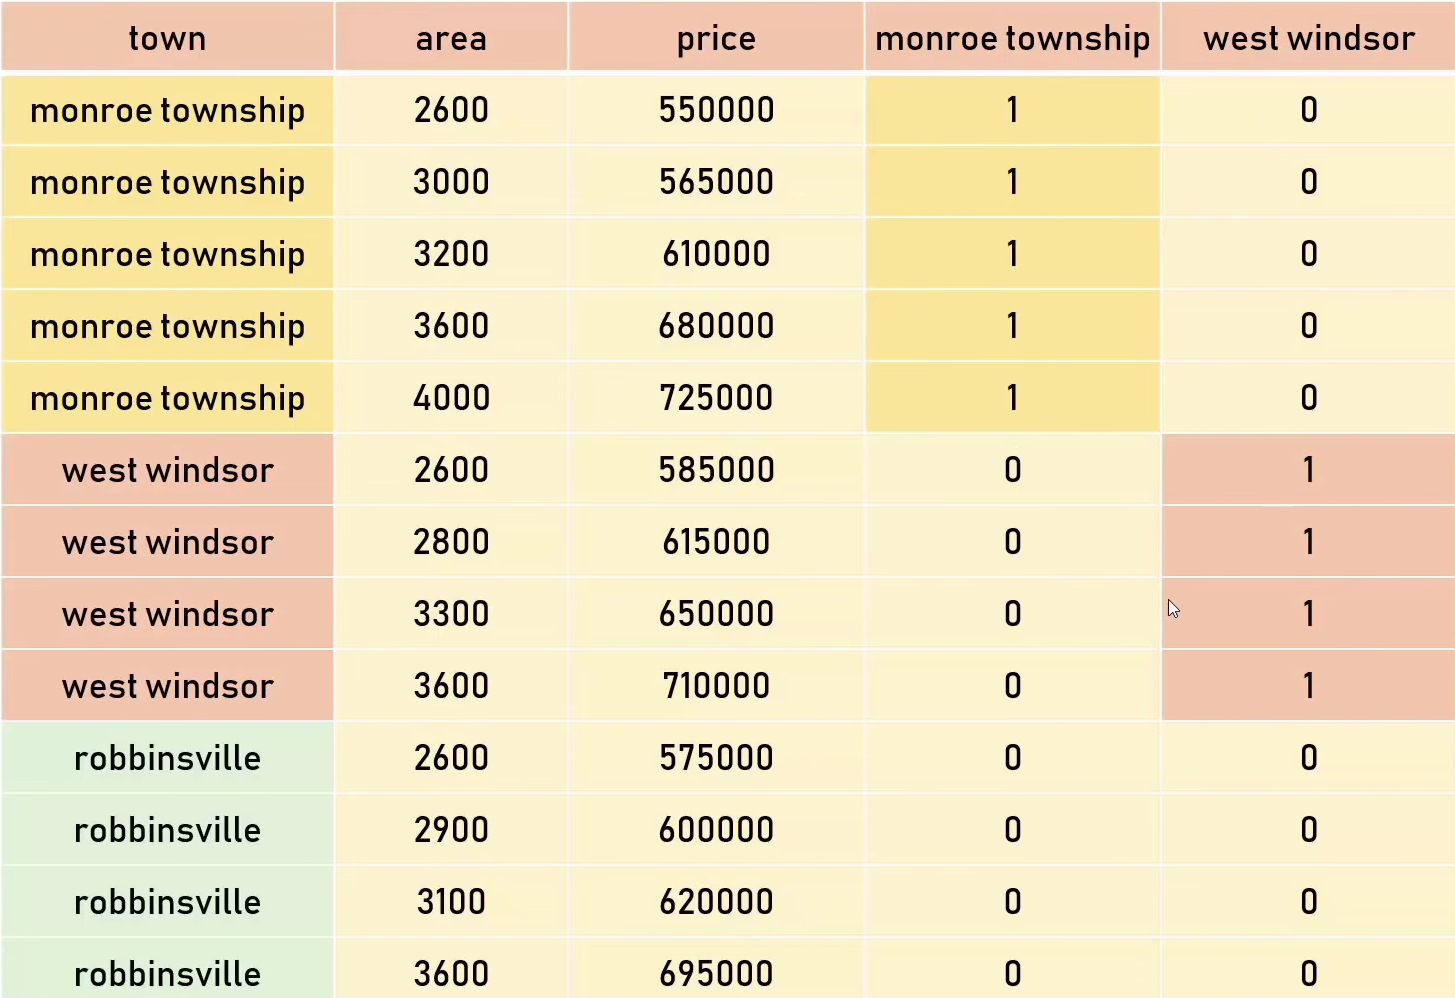 town area price monroe township west windsor
monroe township 2600 550000 1 0
monroe township 3000 565000 1 0
monroe township 3200 610000 1 0
monroe township 3600 680000 1 0
monroe township 4000 725000 1 0
west windsor 2600 585000 0 1
west windsor 2800 615000 0 1
west windsor 3300 650000 0 1
west windsor 3600 710000 0 1
robbinsville 2600 575000 0 0
robbinsville 2900 600000 0 0
robbinsville 3100 620000 0 0
robbinsville 3600 695000 0 0